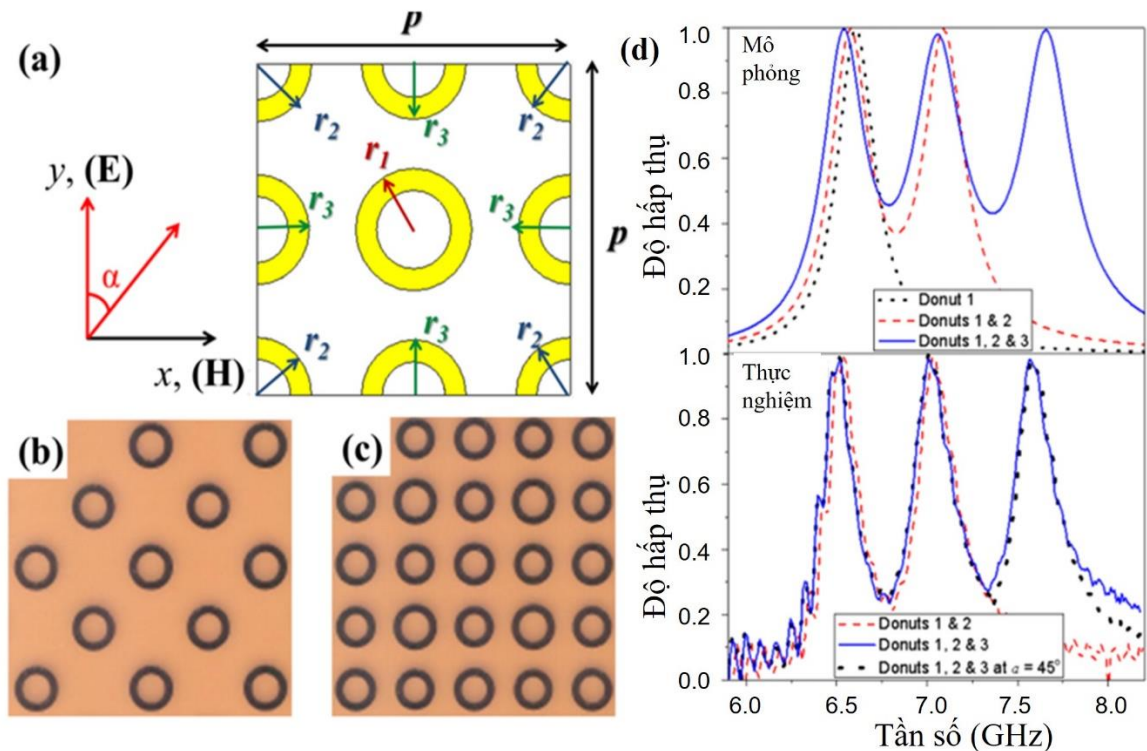 (a)
p
r2
r2
r3
r1
y, (E)
r3
r3
p
α
r2
r3
r2
x, (H)
(b)
(c)
(d)
Độ hấp thụ
1.0
0.8
0.6
0.4
0.2
Mô
phỏng
Donut 1
Donuts 1 & 2
Donuts 1, 2 & 3
Độ hấp thụ
1.0
0.8
0.6
0.4
0.2
0.0
Thực
nghiệm
Donuts 1 & 2
Donuts 1, 2 & 3
Donuts 1, 2 & 3 at α = 45°
6.0 6.5 7.0 7.5 8.0
Tần số (GHz)